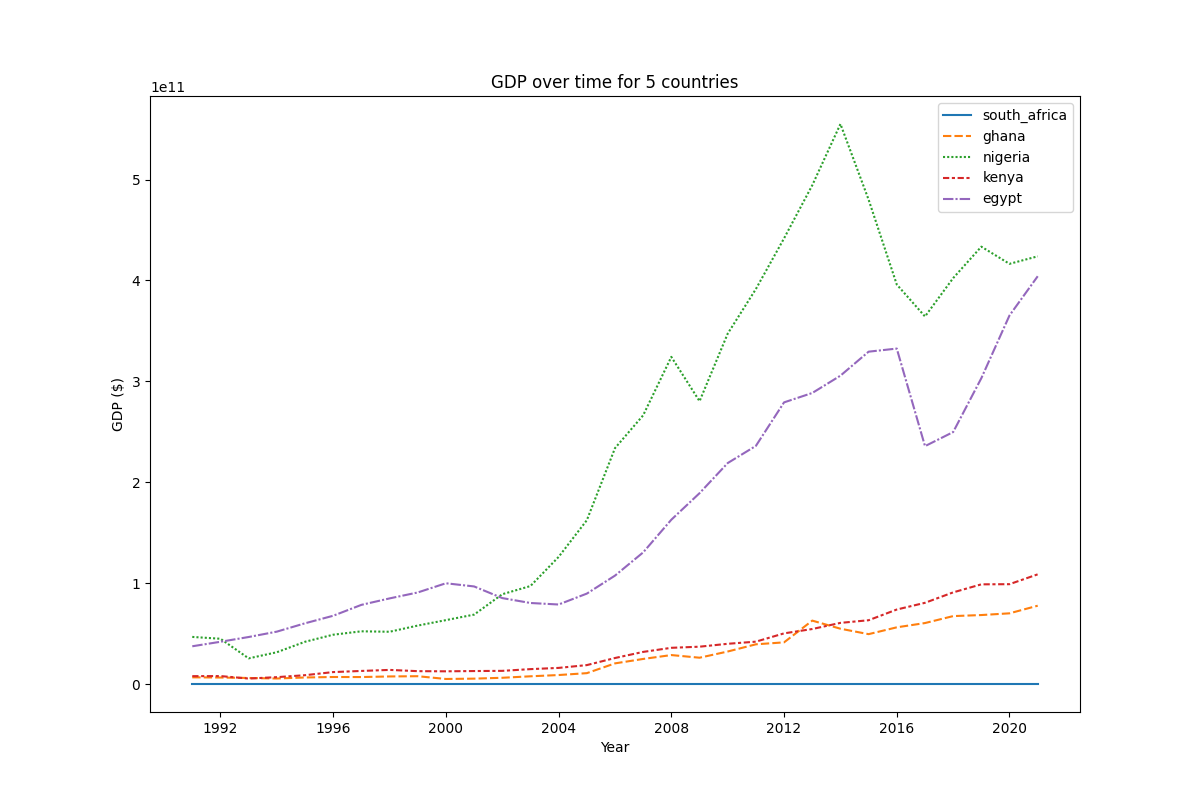 GDP over time for 5 countries
1e11
south_africa
ghana
nigeria
kenya
egypt
5
4
3
2
1
0
GDP ($)
1992
1996
2000
2004
2008
2012
2016
2020
Year